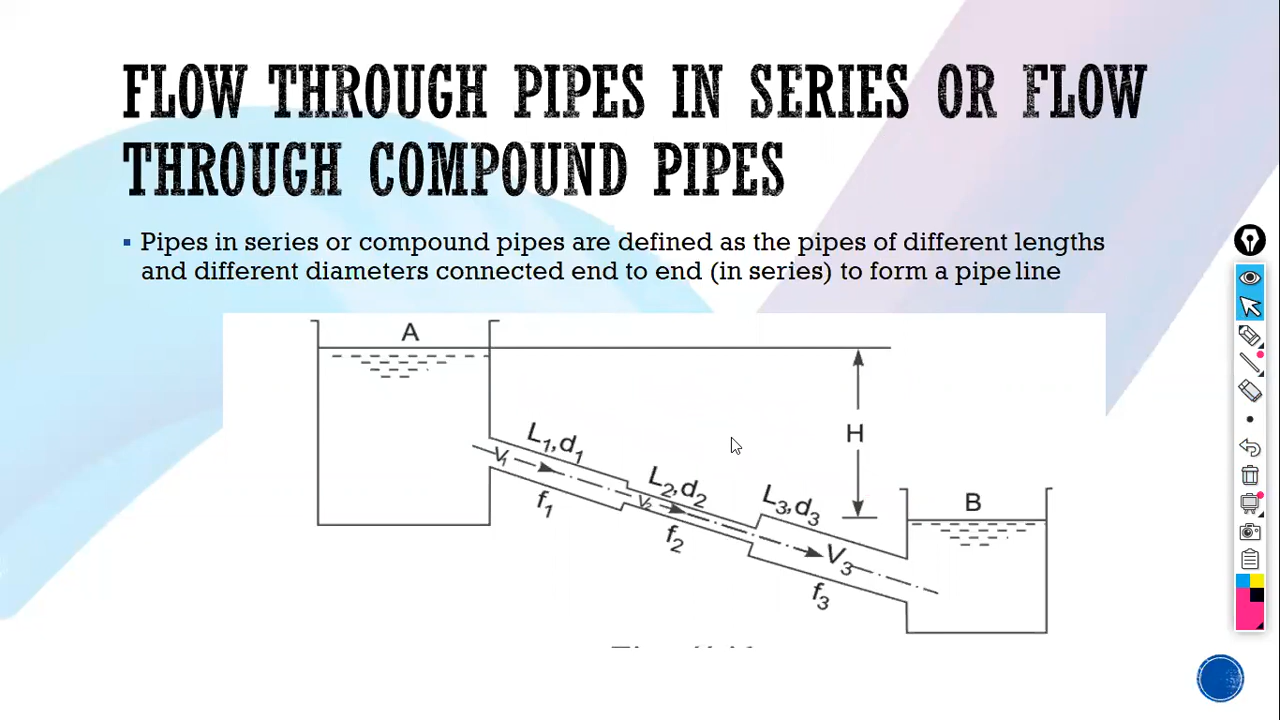 FLOW THROUGH PIPES IN SERIES OR FLOW
THROUGH COMPOUND PIPES
▪ Pipes in series or compound pipes are defined as the pipes of different lengths
and different diameters connected end to end (in series) to form a pipe line
A
H
L₁,d₁
V₁
f₁
L₂,d₂
V₂
f₂
L₃,d₃
V₃
f₃
B